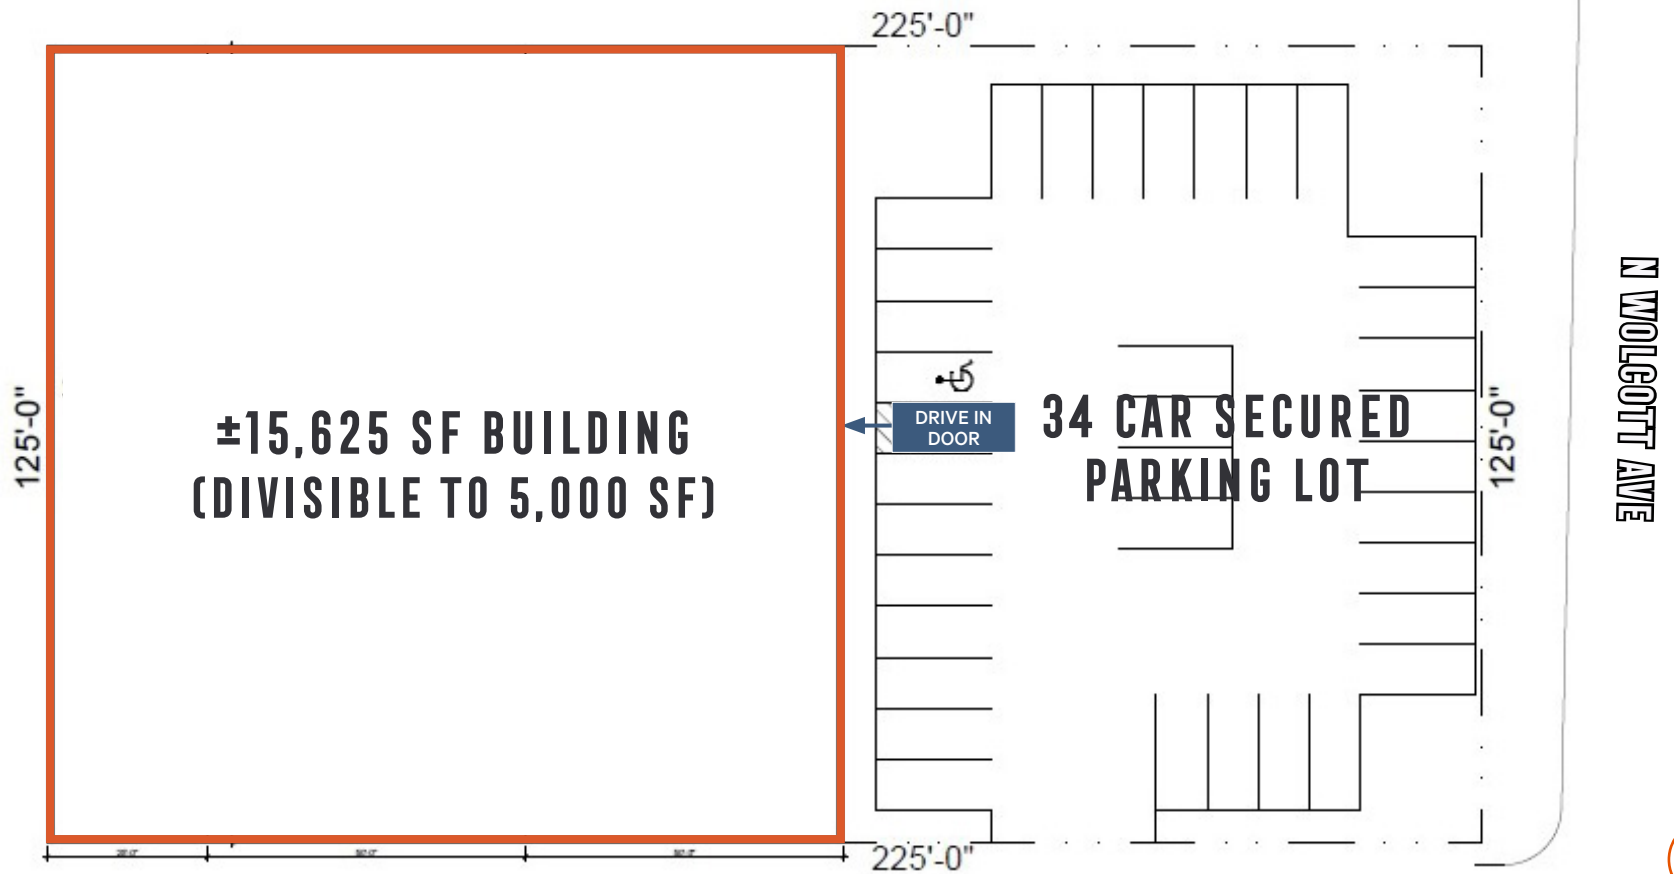 225'-0"
125'-0"
±15,625 SF BUILDING
(DIVISIBLE TO 5,000 SF)
DRIVE IN
DOOR
34 CAR SECURED
PARKING LOT
125'-0"
N WOLCOTT AVE
225'-0"